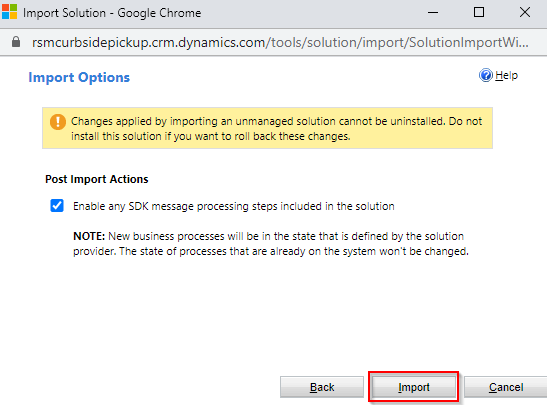 Import Solution - Google Chrome
rsmcurbsidepickup.crm.dynamics.com/tools/solution/import/SolutionImportWi...
Import Options
Help
Changes applied by importing an unmanaged solution cannot be uninstalled. Do not
install this solution if you want to roll back these changes.
Post Import Actions
Enable any SDK message processing steps included in the solution
NOTE: New business processes will be in the state that is defined by the solution
provider. The state of processes that are already on the system won't be changed.
Back
Import
Cancel